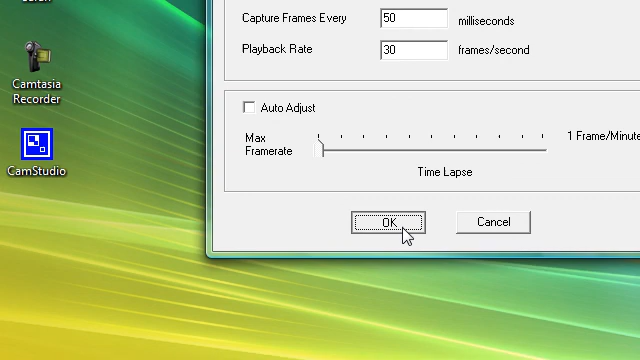 Capture Frames Every 50 milliseconds
Playback Rate 30 frames/second
Camtasia
Recorder
Auto Adjust
Max
Framerate
1 Frame/Minute
Time Lapse
CamStudio
OK Cancel